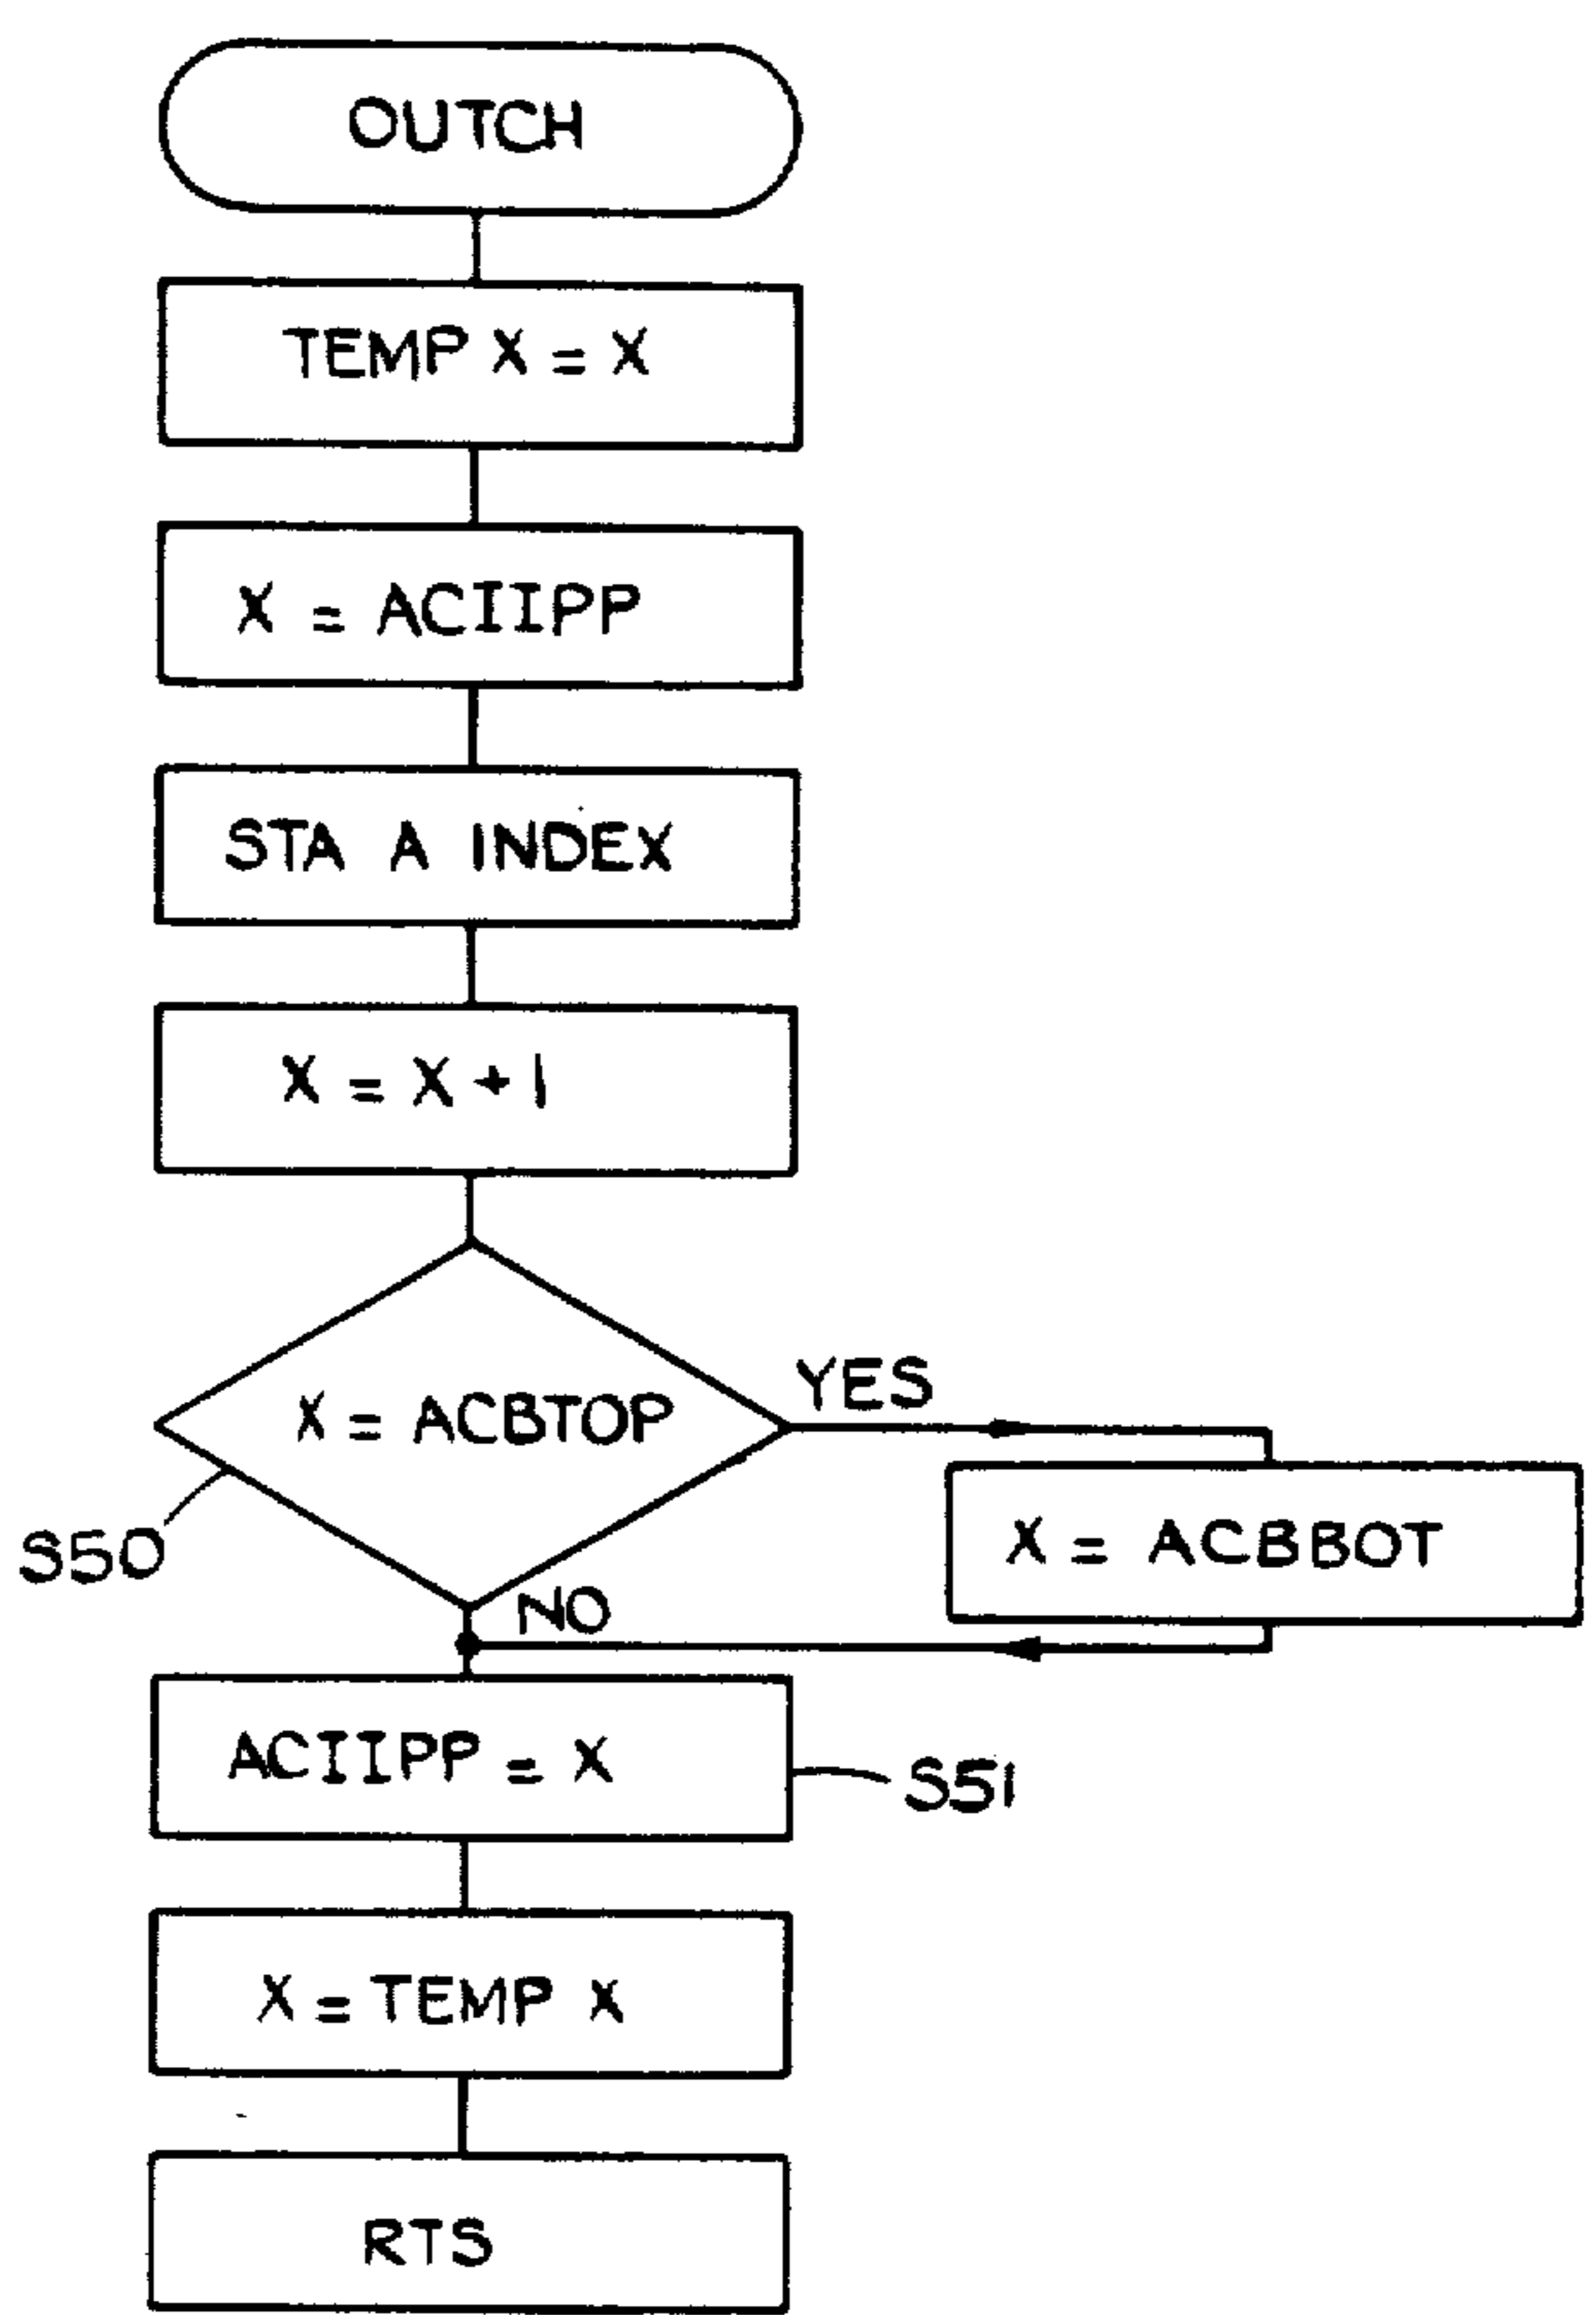 OUTCH
TEMP X = X
X = ACIIPP
STA A INDEX
X = X + 1
X = ACBTOP
YES
S50
X = ACBBOT
NO
ACIIPP = X
S51
X = TEMP X
RTS